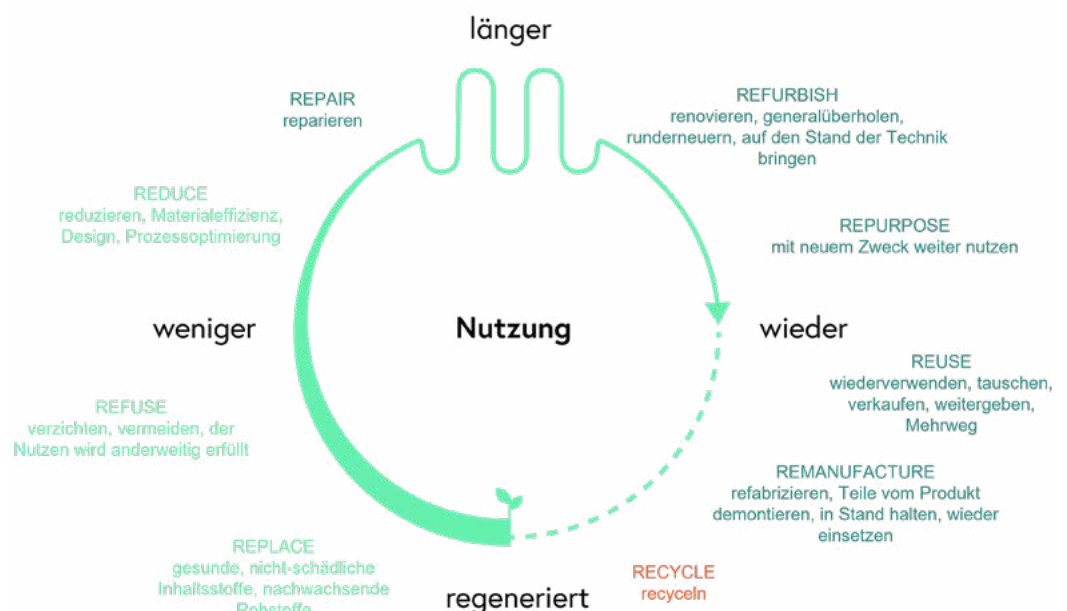 länger
REPAIR
reparieren
REFURBISH
renovieren, generalüberholen,
runderneuern, auf den Stand der Technik
bringen
REDUCE
reduzieren, Materialeffizienz,
Design, Prozessoptimierung
REPURPOSE
mit neuem Zweck weiter nutzen
weniger
Nutzung
wieder
REUSE
wiederverwenden, tauschen,
verkaufen, weitergeben,
Mehrweg
REFUSE
verzichten, vermeiden, der
Nutzen wird anderweitig erfüllt
REMANUFACTURE
refabrizieren, Teile vom Produkt
demontieren, in Stand halten, wieder
einsetzen
REPLACE
gesunde, nicht-schädliche
Inhaltsstoffe, nachwachsende
Rohstoffe
regeneriert
RECYCLE
recyceln